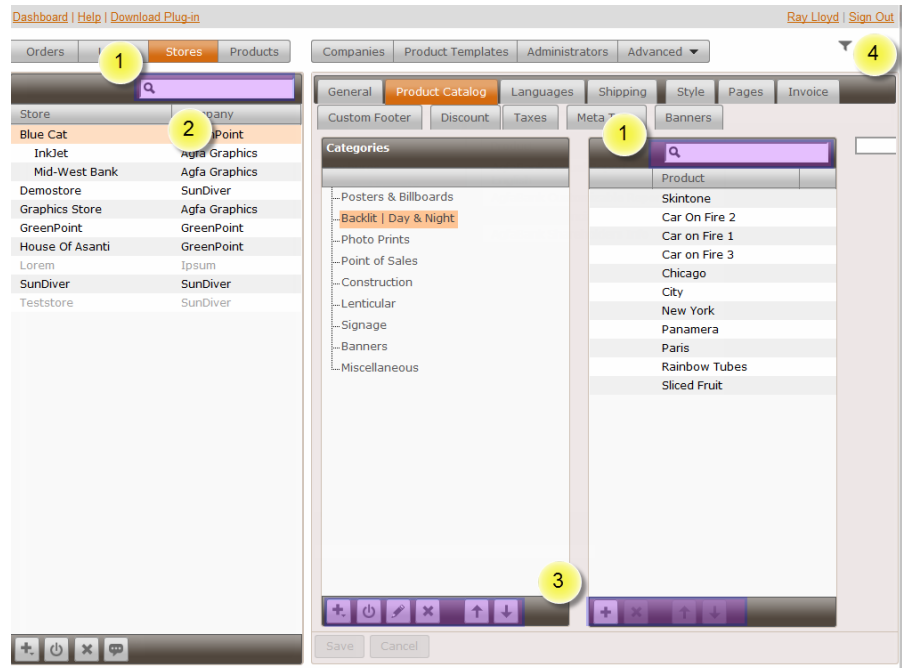 Dashboard | Help | Download Plug-in
Ray Lloyd | Sign Out
Orders Stores Products
Companies Product Templates Administrators Advanced
4
1
General Product Catalog Languages Shipping Style Pages Invoice
Custom Footer Discount Taxes Meta Banners
1
Store
2
Categories
Product
Blue Cat
InkJet Agfa Graphics
Mid-West Bank Agfa Graphics
Demostore SunDiver
Graphics Store Agfa Graphics
GreenPoint GreenPoint
House Of Asanti GreenPoint
Lorem Ipsum
SunDiver SunDiver
Teststore SunDiver
Posters & Billboards
Backlit | Day & Night
Photo Prints
Point of Sales
Construction
Lenticular
Signage
Banners
Miscellaneous
Skintone
Car On Fire 2
Car on Fire 1
Car on Fire 3
Chicago
City
New York
Panamera
Paris
Rainbow Tubes
Sliced Fruit
3
Save Cancel